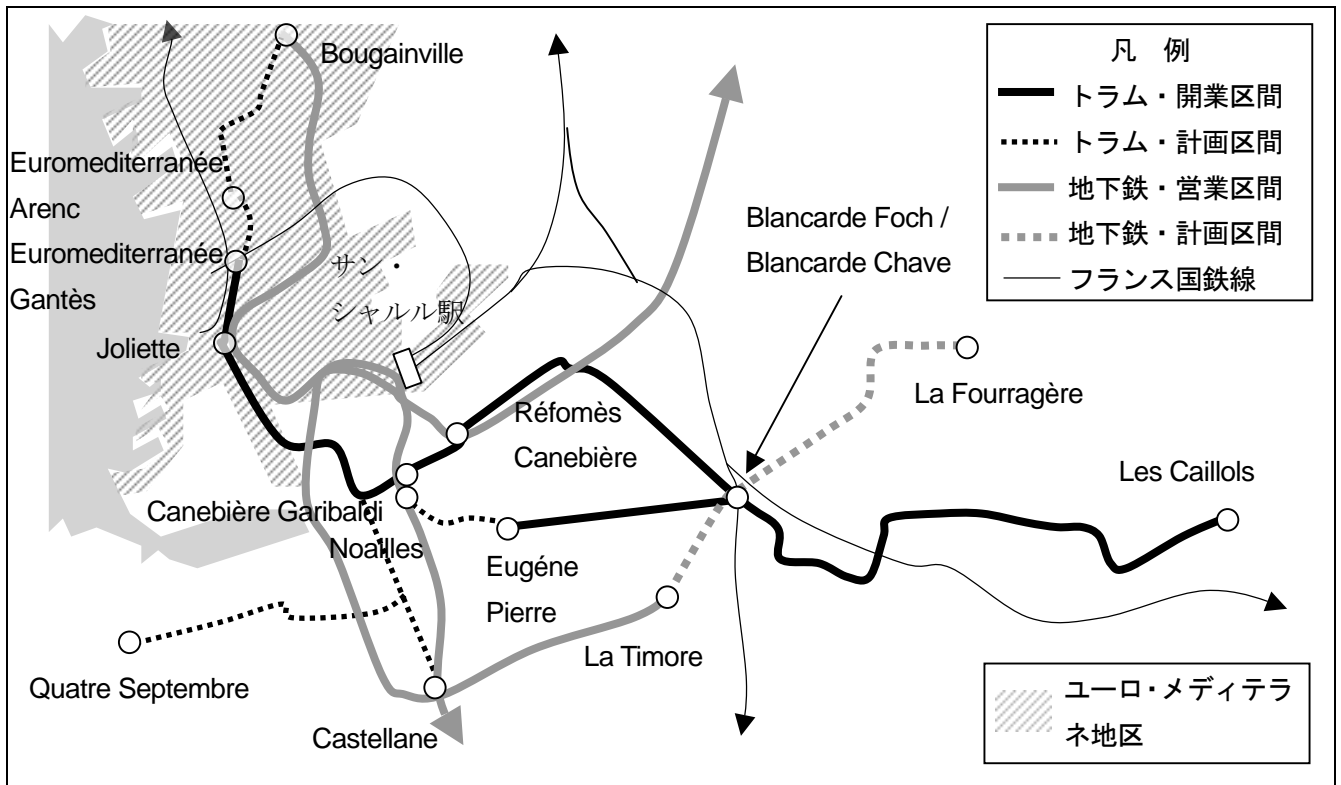 Bougainville
Euromediterranée
Arenc
Euromediterranée
Gantès
サン・
シャルル駅
Joliette
Blancarde Foch /
Blancarde Chave
La Fourragère
Réfomès
Canebière
Les Caillols
Canebière Garibaldi
Noailles
Eugéne
Pierre
La Timore
Quatre Septembre
Castellane
凡 例
トラム・開業区間
トラム・計画区間
地下鉄・営業区間
地下鉄・計画区間
フランス国鉄線
ユーロ・メディテラ
ネ地区